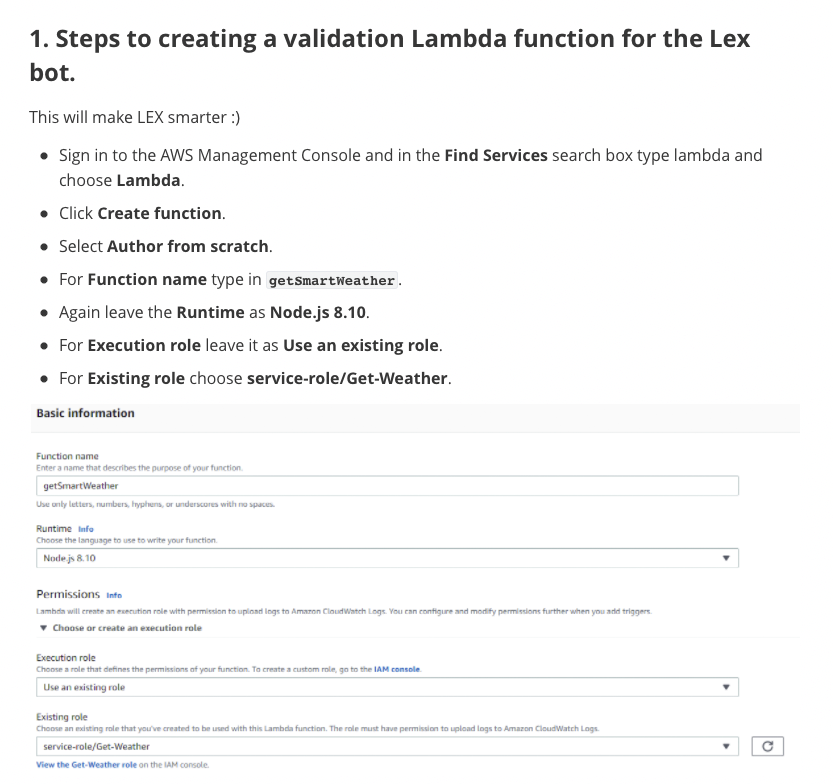 1. Steps to creating a validation Lambda function for the Lex
bot.
This will make LEX smarter :)
Sign in to the AWS Management Console and in the Find Services search box type lambda and
choose Lambda.
Click Create function.
Select Author from scratch.
For Function name type in getSmartWeather.
Again leave the Runtime as Node.js 8.10.
For Execution role leave it as Use an existing role.
For Existing role choose service-role/Get-Weather.
Basic information
Function name
Enter a name that describes the purpose of your function.
getSmartWeather
Use only letters, numbers, hyphens, or underscores with no spaces.
Runtime Info
Choose the language to use to write your function.
Node.js 8.10
Permissions Info
Lambda will create an execution role with permission to upload logs to Amazon CloudWatch Logs. You can configure and modify permissions further when you add triggers.
Choose or create an execution role
Execution role
Choose a role that defines the permissions of your function. To create a custom role, go to the IAM console.
Use an existing role
Existing role
Choose an existing role that you've created to be used with this Lambda function. The role must have permission to upload logs to Amazon CloudWatch Logs.
service-role/Get-Weather
View the Get-Weather role on the IAM console.